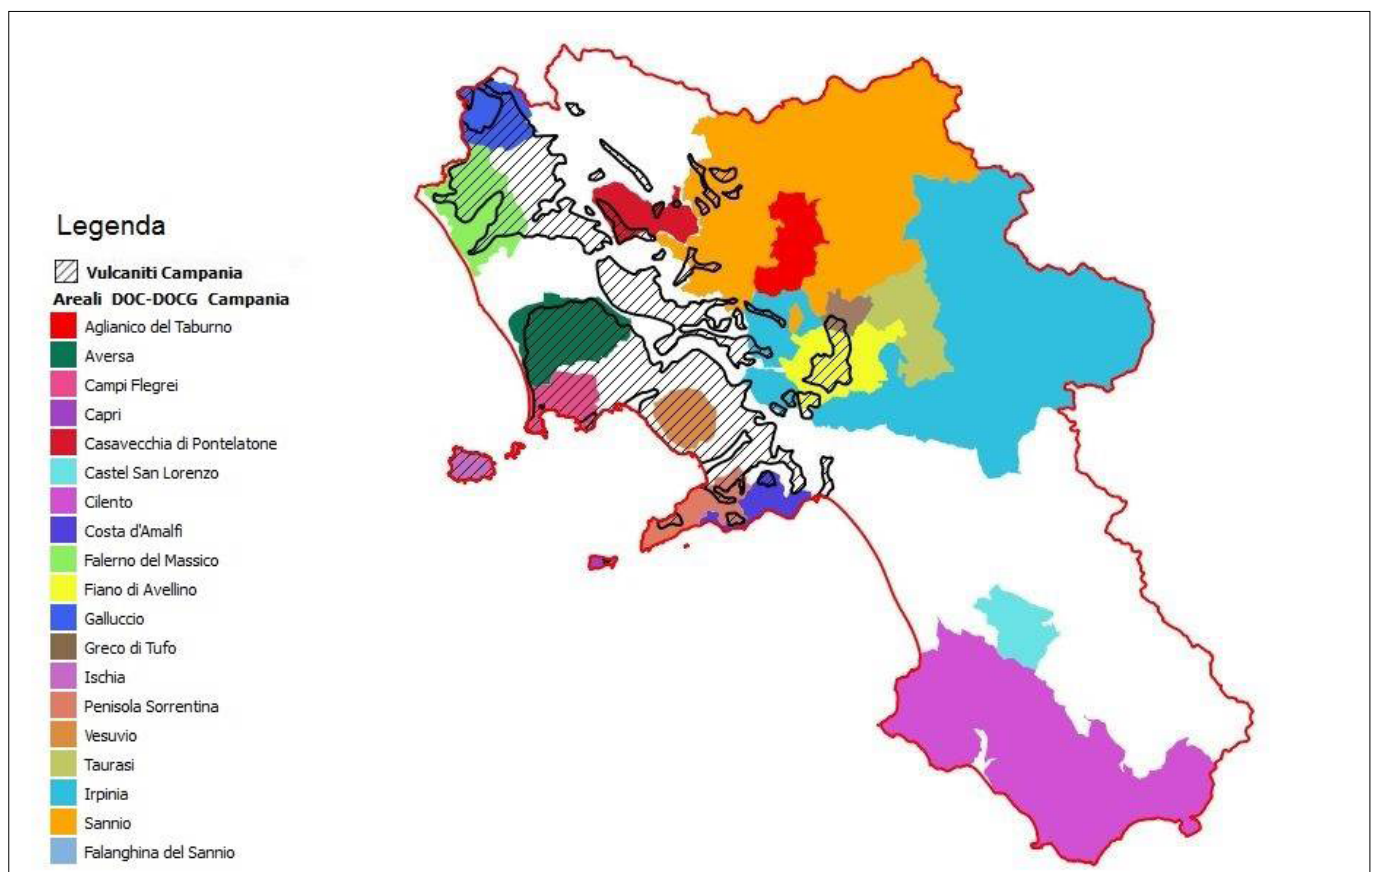 Legenda
Vulcaniti Campania
Areali DOC-DOCG Campania
Aglianico del Taburno
Aversa
Campi Flegrei
Capri
Casavecchia di Pontelatone
Castel San Lorenzo
Cilento
Costa d'Amalfi
Falerno del Massico
Fiano di Avellino
Galluccio
Greco di Tufo
Ischia
Penisola Sorrentina
Vesuvio
Taurasi
Irpinia
Sannio
Falanghina del Sannio